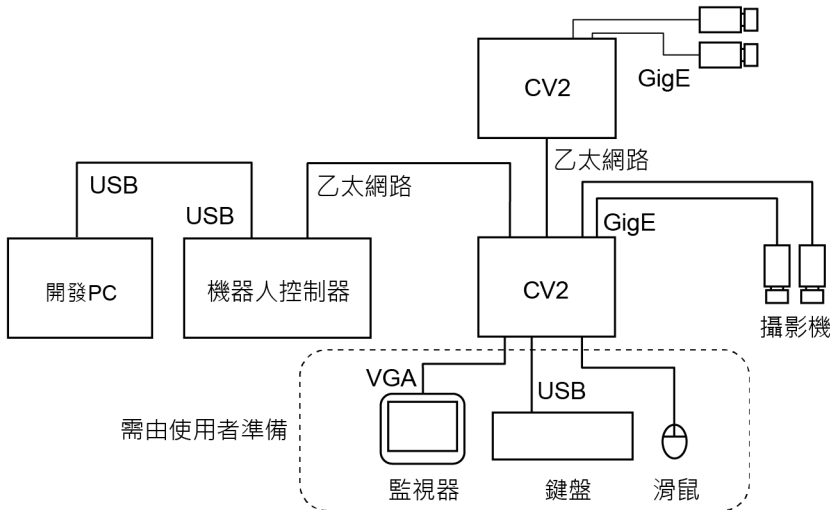 CV2
GigE
乙太網路
USB
乙太網路
USB
GigE
開發PC
機器人控制器
CV2
攝影機
VGA
USB
需由使用者準備
監視器
鍵盤
滑鼠